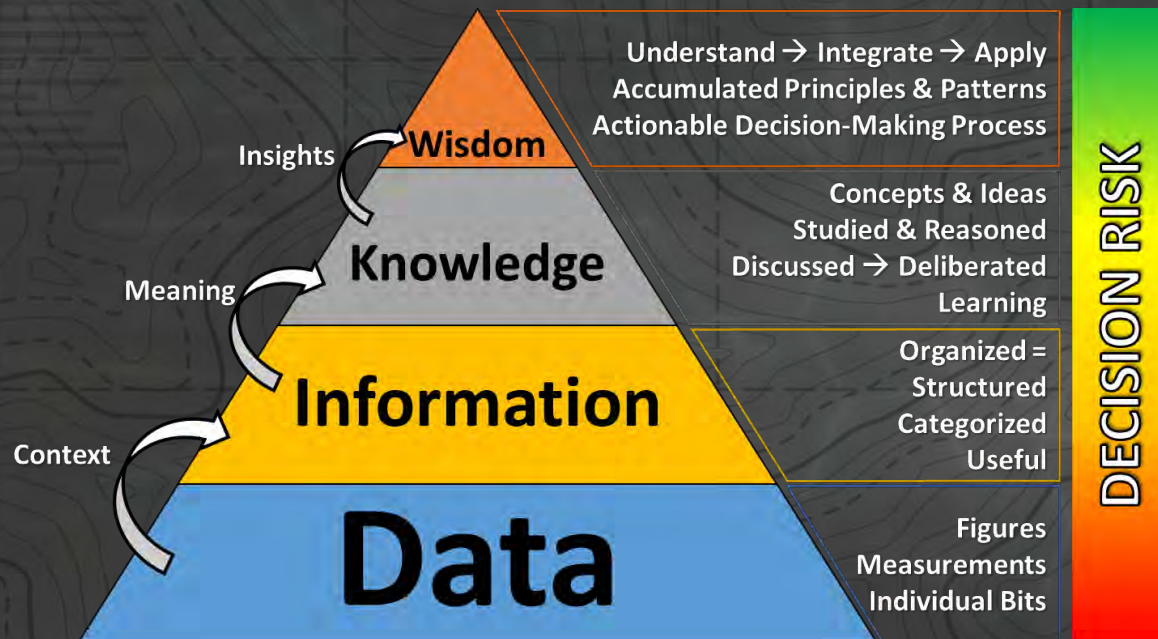 Understand → Integrate → Apply
Accumulated Principles & Patterns
Actionable Decision-Making Process
Wisdom
Insights
Concepts & Ideas
Studied & Reasoned
Discussed → Deliberated
Learning
Knowledge
Meaning
Organized =
Structured
Categorized
Useful
Information
Context
Figures
Measurements
Individual Bits
Data
DECISION RISK